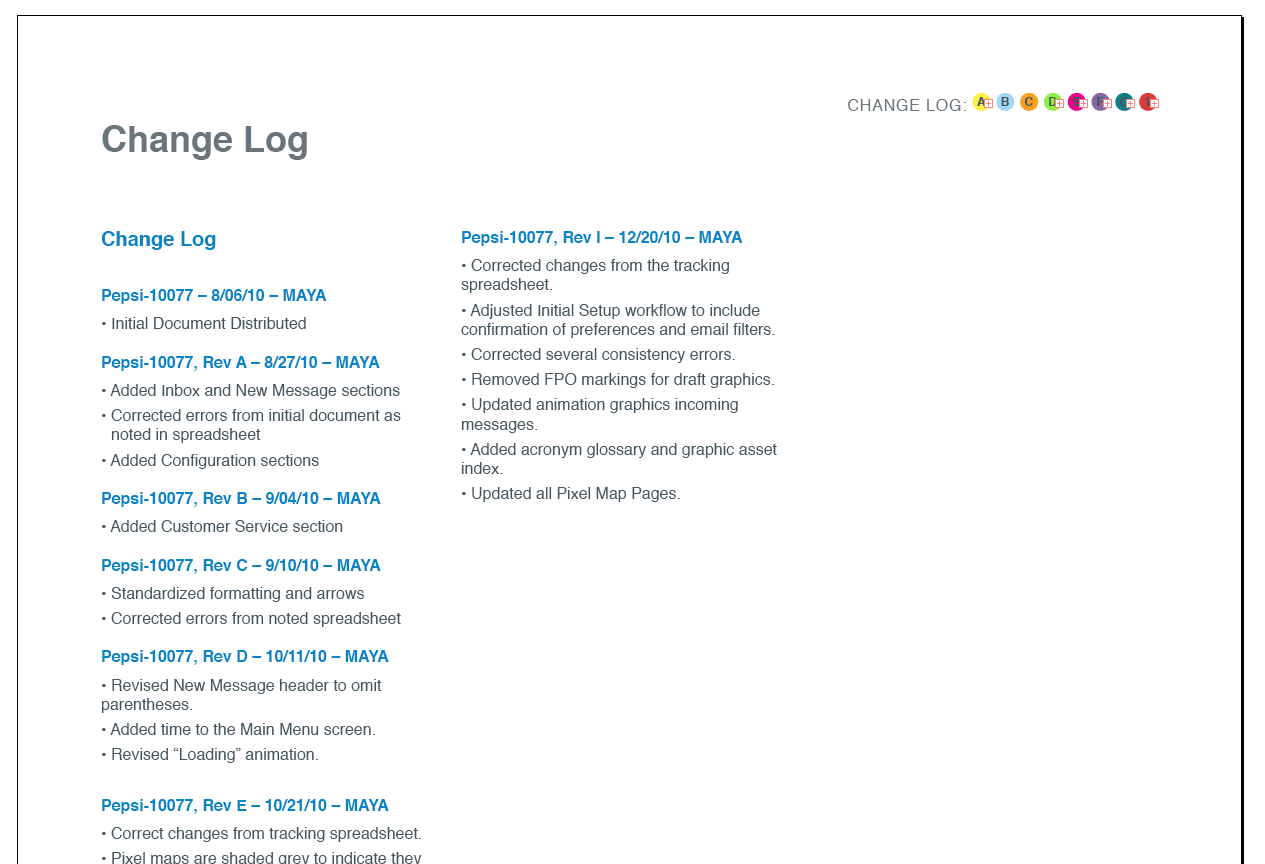 CHANGE LOG: A B C D E F I
Change Log
Change Log
Pepsi-10077 – 8/06/10 – MAYA
• Initial Document Distributed
Pepsi-10077, Rev A – 8/27/10 – MAYA
• Added Inbox and New Message sections
• Corrected errors from initial document as
noted in spreadsheet
• Added Configuration sections
Pepsi-10077, Rev B – 9/04/10 – MAYA
• Added Customer Service section
Pepsi-10077, Rev C – 9/10/10 – MAYA
• Standardized formatting and arrows
• Corrected errors from noted spreadsheet
Pepsi-10077, Rev D – 10/11/10 – MAYA
• Revised New Message header to omit
parentheses.
• Added time to the Main Menu screen.
• Revised “Loading” animation.
Pepsi-10077, Rev E – 10/21/10 – MAYA
• Correct changes from tracking spreadsheet.
• Pixel maps are shaded grey to indicate they
Pepsi-10077, Rev I – 12/20/10 – MAYA
• Corrected changes from the tracking
spreadsheet.
• Adjusted Initial Setup workflow to include
confirmation of preferences and email filters.
• Corrected several consistency errors.
• Removed FPO markings for draft graphics.
• Updated animation graphics incoming
messages.
• Added acronym glossary and graphic asset
index.
• Updated all Pixel Map Pages.